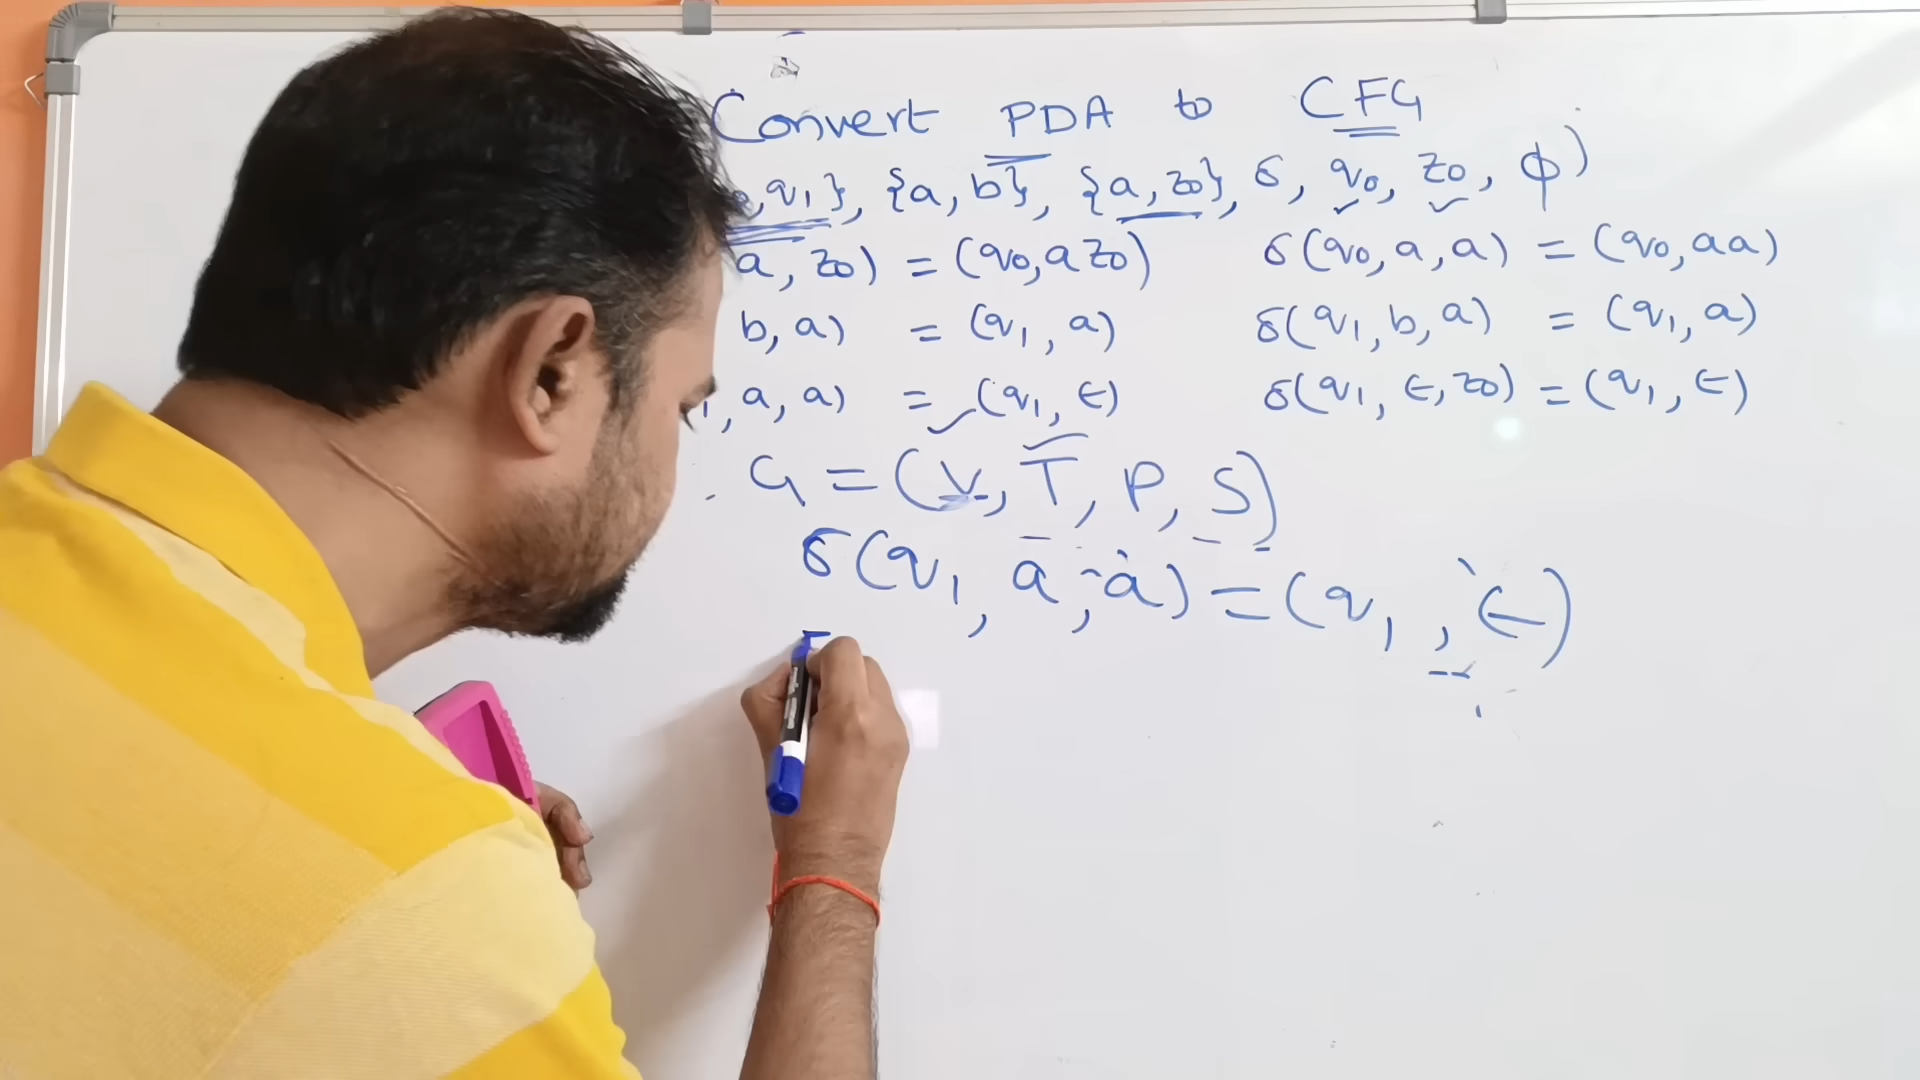 Convert PDA to CFG
,q1}, {a, b}, {a, z0}, δ, q0, z0, ϕ)
a, z0) = (q0, az0) δ(q0, a, a) = (q0, aa)
b, a) = (q1, a) δ(q1, b, a) = (q1, a)
, a, a) = (q1, ϵ) δ(q1, ϵ, z0) = (q1, ϵ)
G = (V, T, P, S)
δ(q1, a, a) = (q1, ϵ)